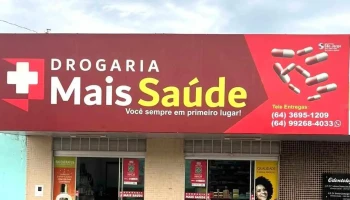 DROGARIA
Mais Saúde
Você sempre em primeiro lugar!
Tele Entregas
(64) 3695-1209
(64) 99268-4033